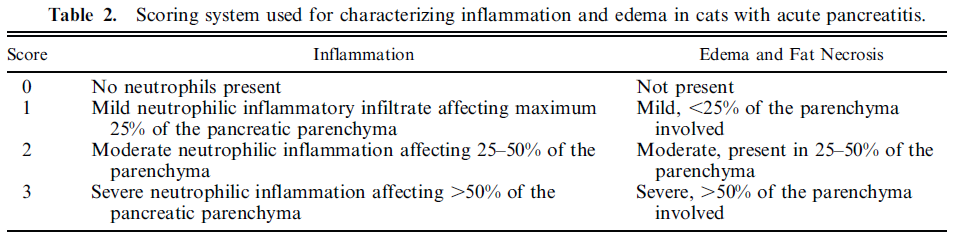 Table 2. Scoring system used for characterizing inflammation and edema in cats with acute pancreatitis.
Score Inflammation Edema and Fat Necrosis
0 No neutrophils present Not present
1 Mild neutrophilic inflammatory infiltrate affecting maximum Mild, <25% of the parenchyma
25% of the pancreatic parenchyma involved
2 Moderate neutrophilic inflammation affecting 25–50% of the Moderate, present in 25–50% of the
parenchyma parenchyma
3 Severe neutrophilic inflammation affecting >50% of the Severe, >50% of the parenchyma
pancreatic parenchyma involved